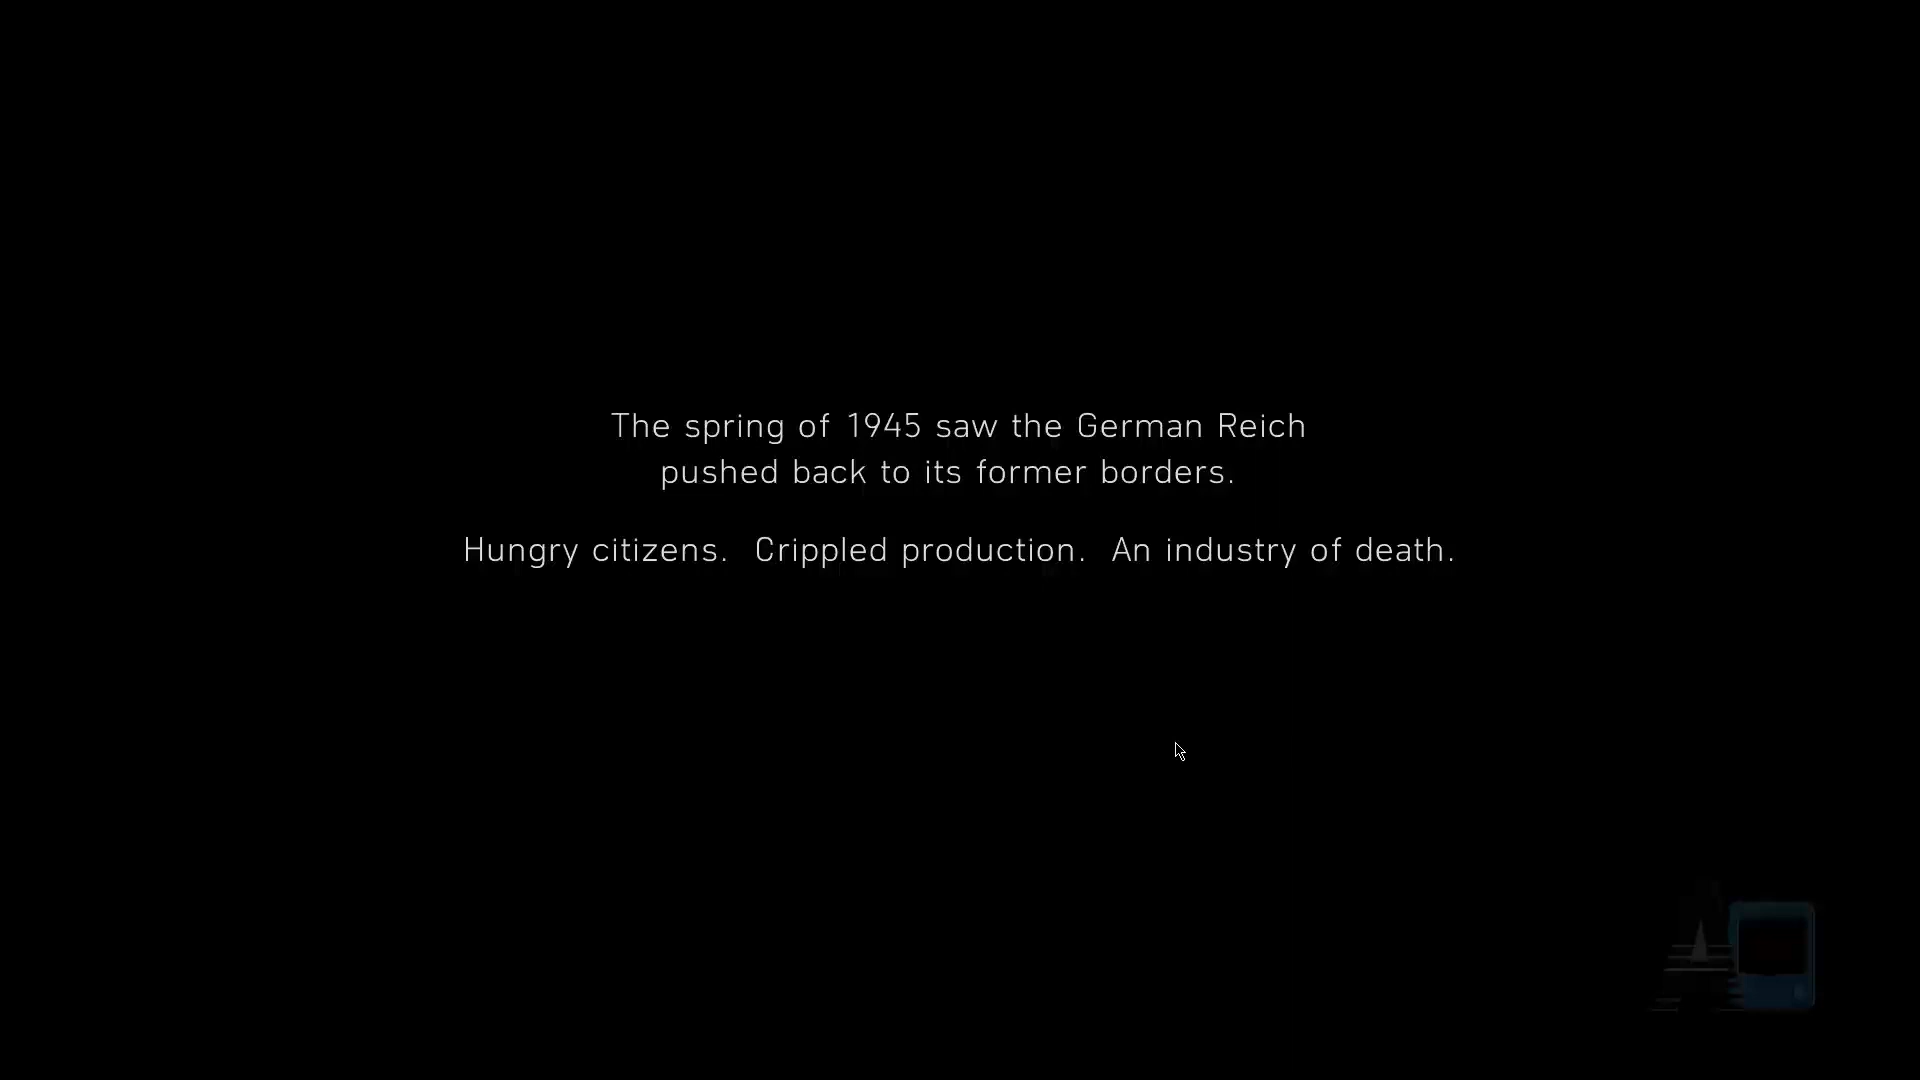 The spring of 1945 saw the German Reich
pushed back to its former borders.
Hungry citizens.  Crippled production.  An industry of death.